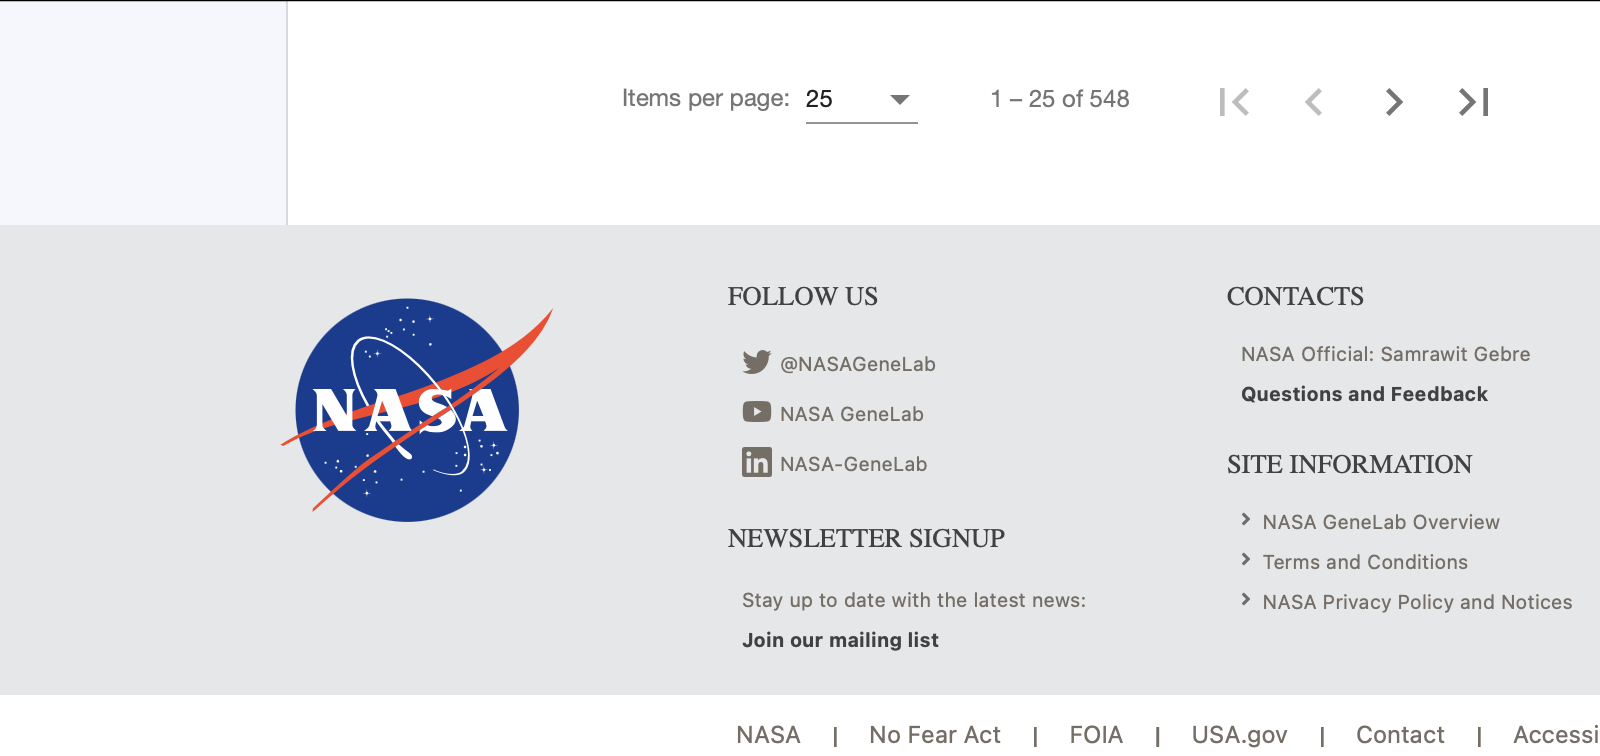 Items per page: 25 1 – 25 of 548
NASA
FOLLOW US
@NASAGeneLab
NASA GeneLab
NASA-GeneLab
NEWSLETTER SIGNUP
Stay up to date with the latest news:
Join our mailing list
CONTACTS
NASA Official: Samrawit Gebre
Questions and Feedback
SITE INFORMATION
NASA GeneLab Overview
Terms and Conditions
NASA Privacy Policy and Notices
NASA | No Fear Act | FOIA | USA.gov | Contact | Accessi